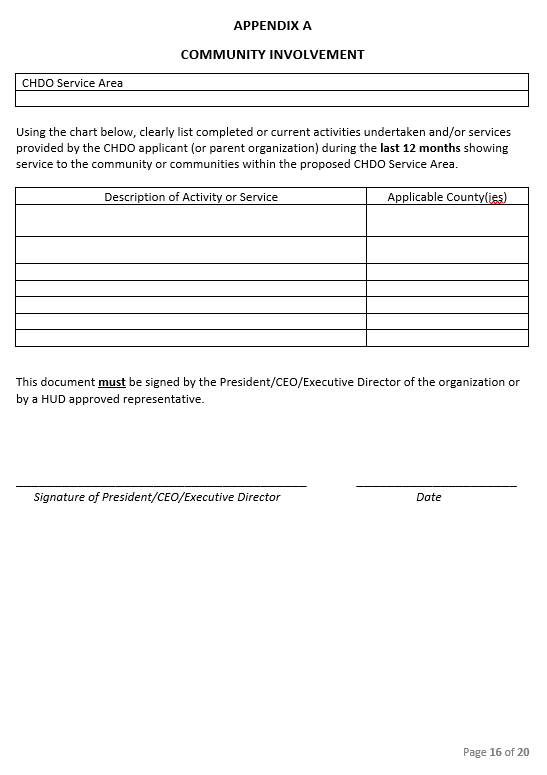 APPENDIX A
COMMUNITY INVOLVEMENT
CHDO Service Area
Using the chart below, clearly list completed or current activities undertaken and/or services
provided by the CHDO applicant (or parent organization) during the last 12 months showing
service to the community or communities within the proposed CHDO Service Area.
Description of Activity or Service Applicable County(ies)
This document must be signed by the President/CEO/Executive Director of the organization or
by a HUD approved representative.
Signature of President/CEO/Executive Director Date
Page 16 of 20